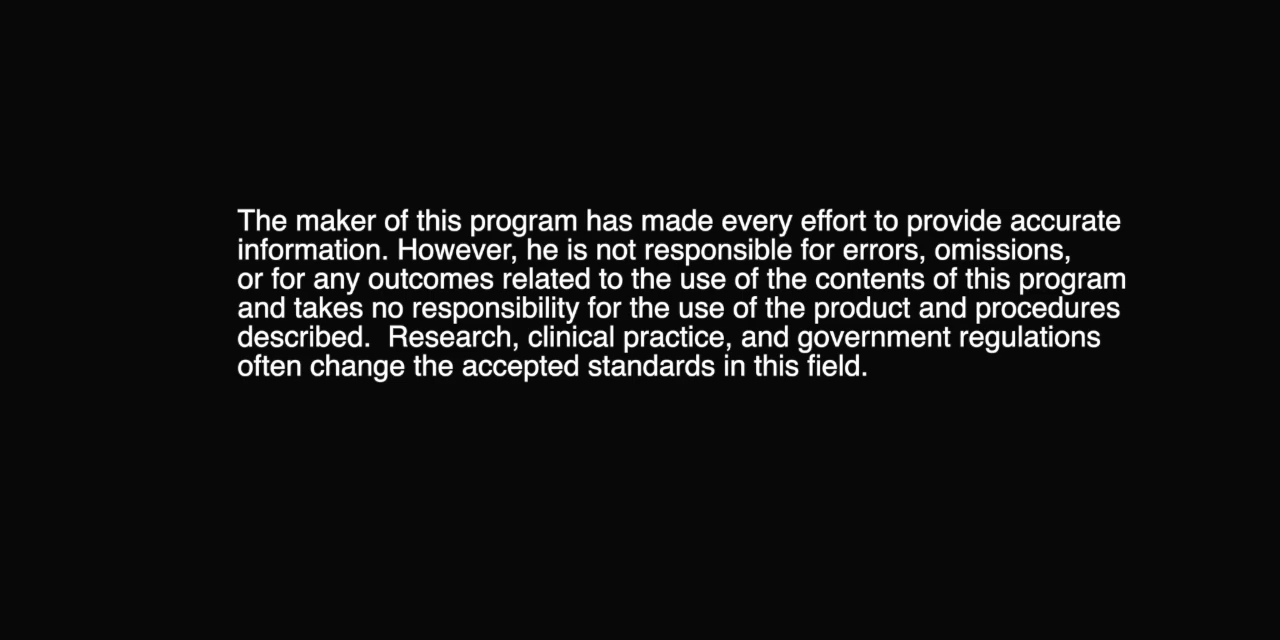 The maker of this program has made every effort to provide accurate
information. However, he is not responsible for errors, omissions,
or for any outcomes related to the use of the contents of this program
and takes no responsibility for the use of the product and procedures
described.  Research, clinical practice, and government regulations
often change the accepted standards in this field.